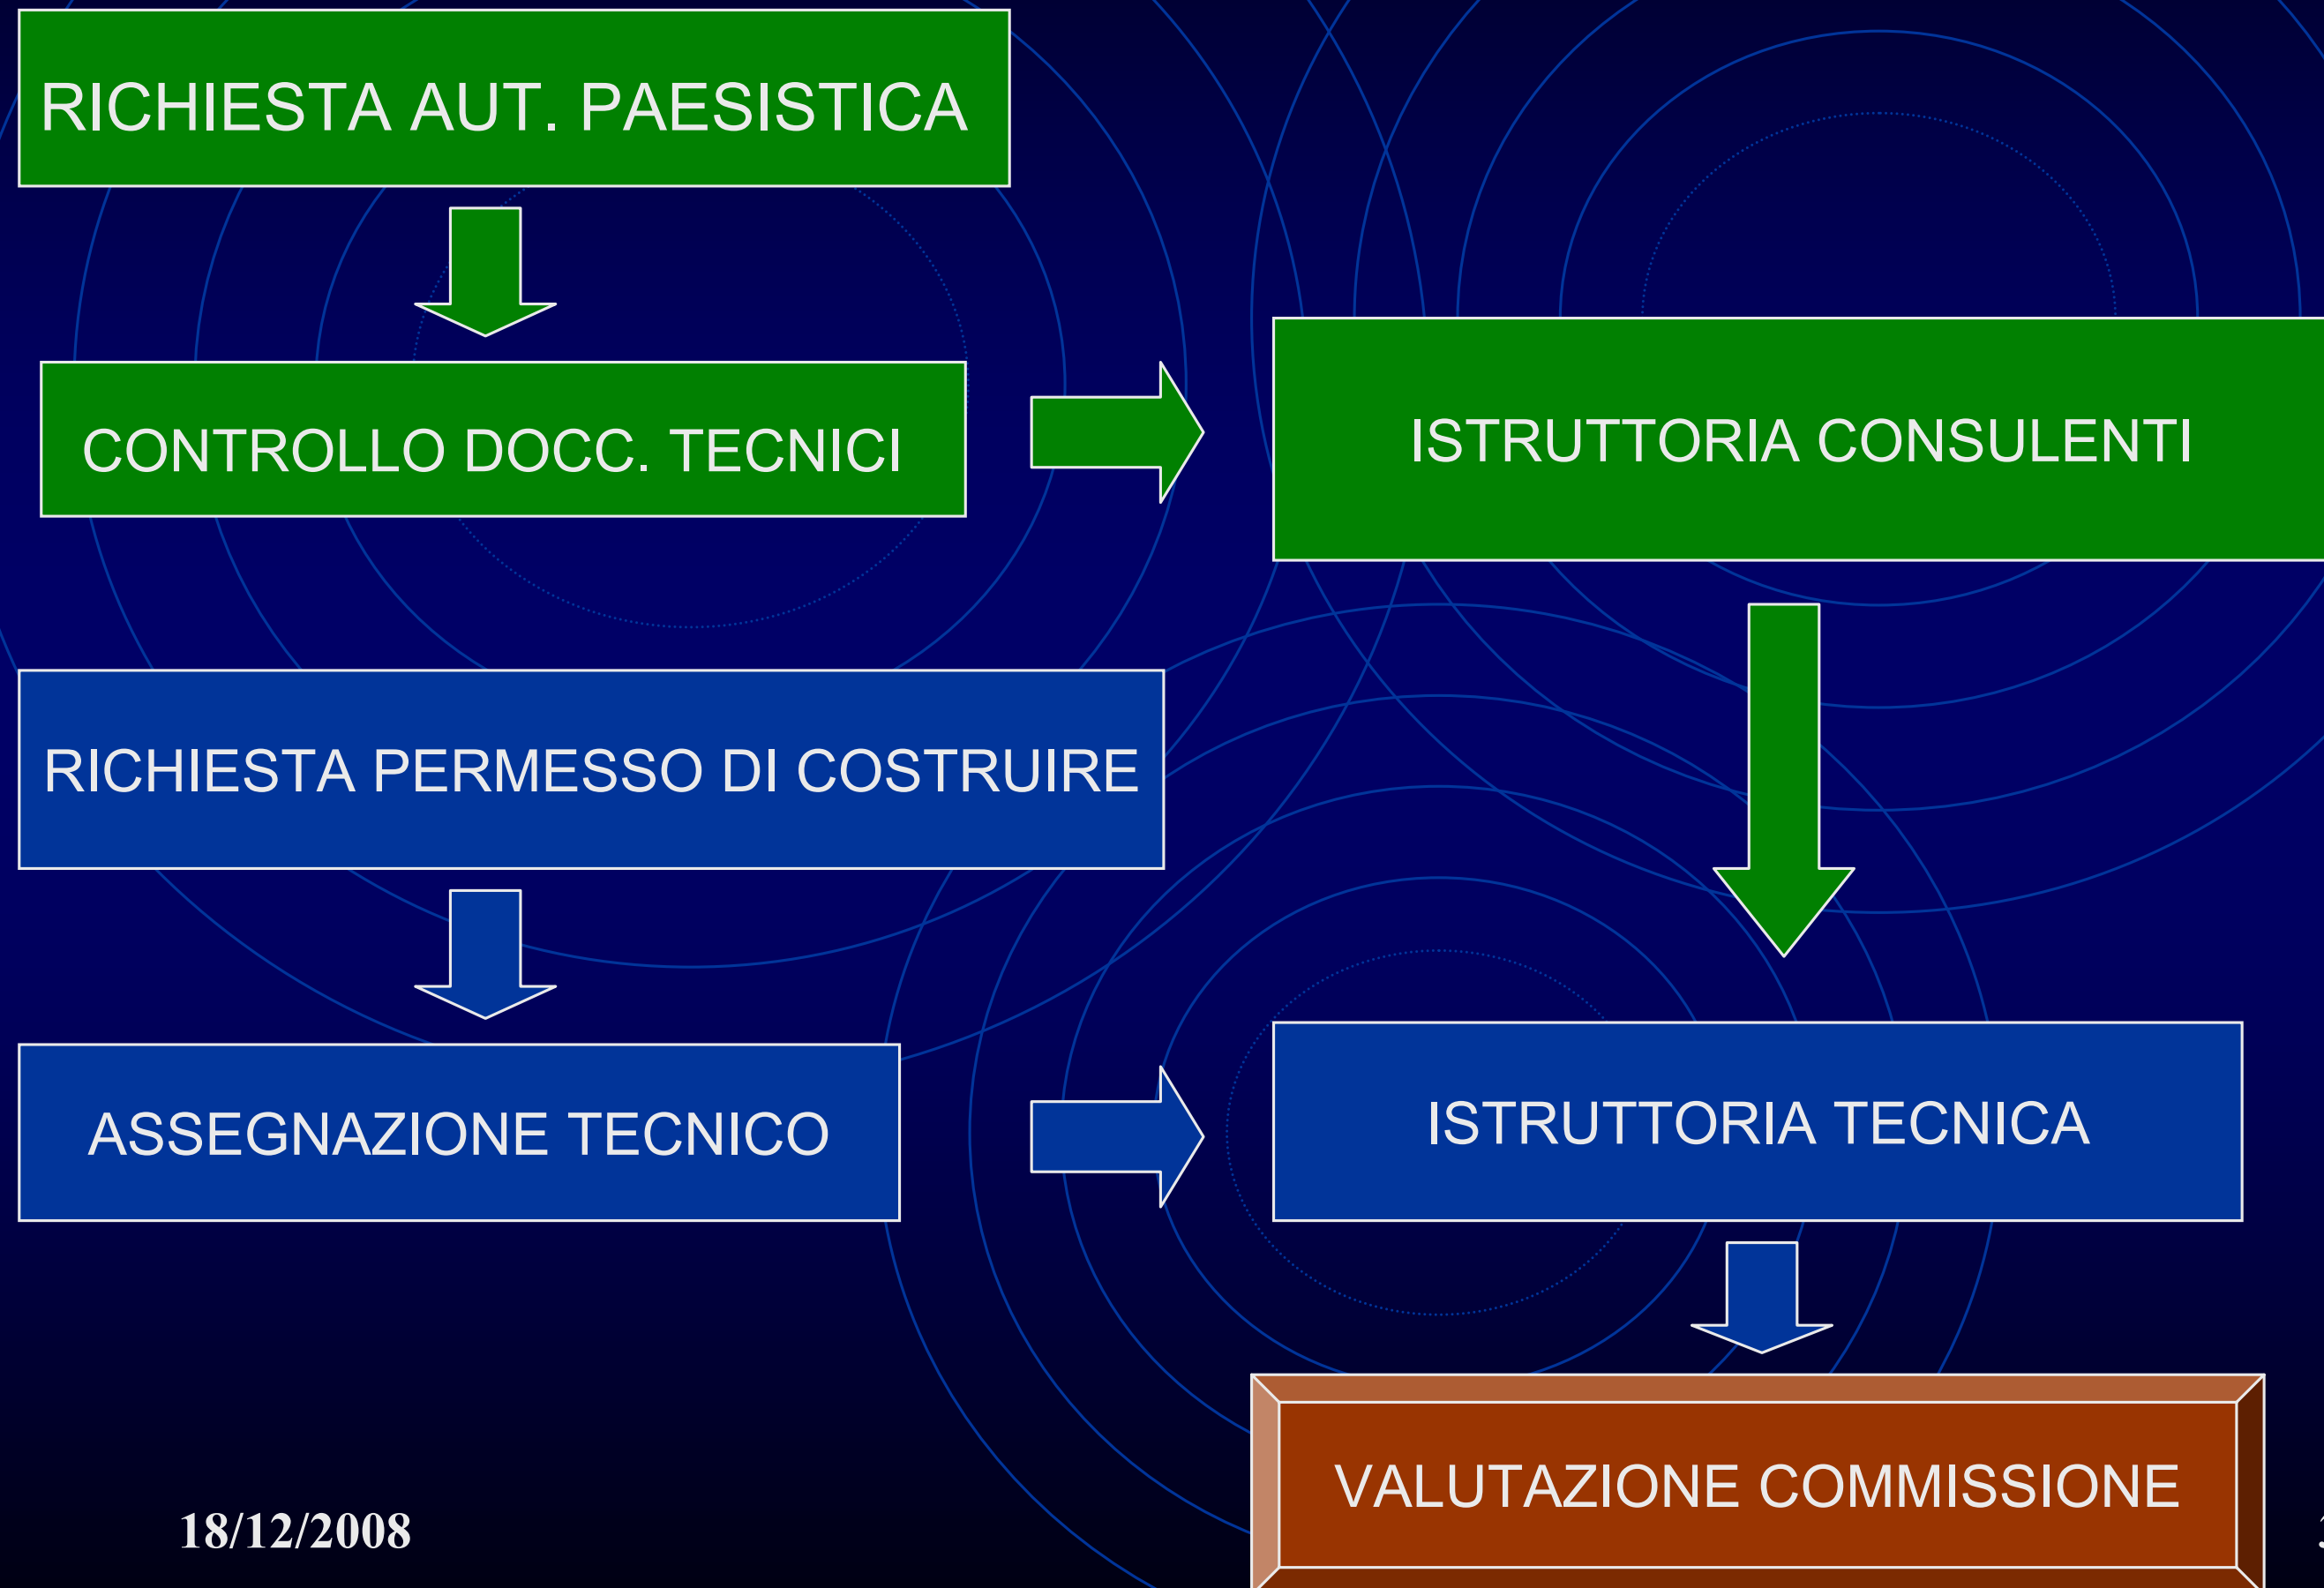 RICHIESTA AUT. PAESISTICA
CONTROLLO DOCC. TECNICI
ISTRUTTORIA CONSULENTI
RICHIESTA PERMESSO DI COSTRUIRE
ASSEGNAZIONE TECNICO
ISTRUTTORIA TECNICA
VALUTAZIONE COMMISSIONE
18/12/2008